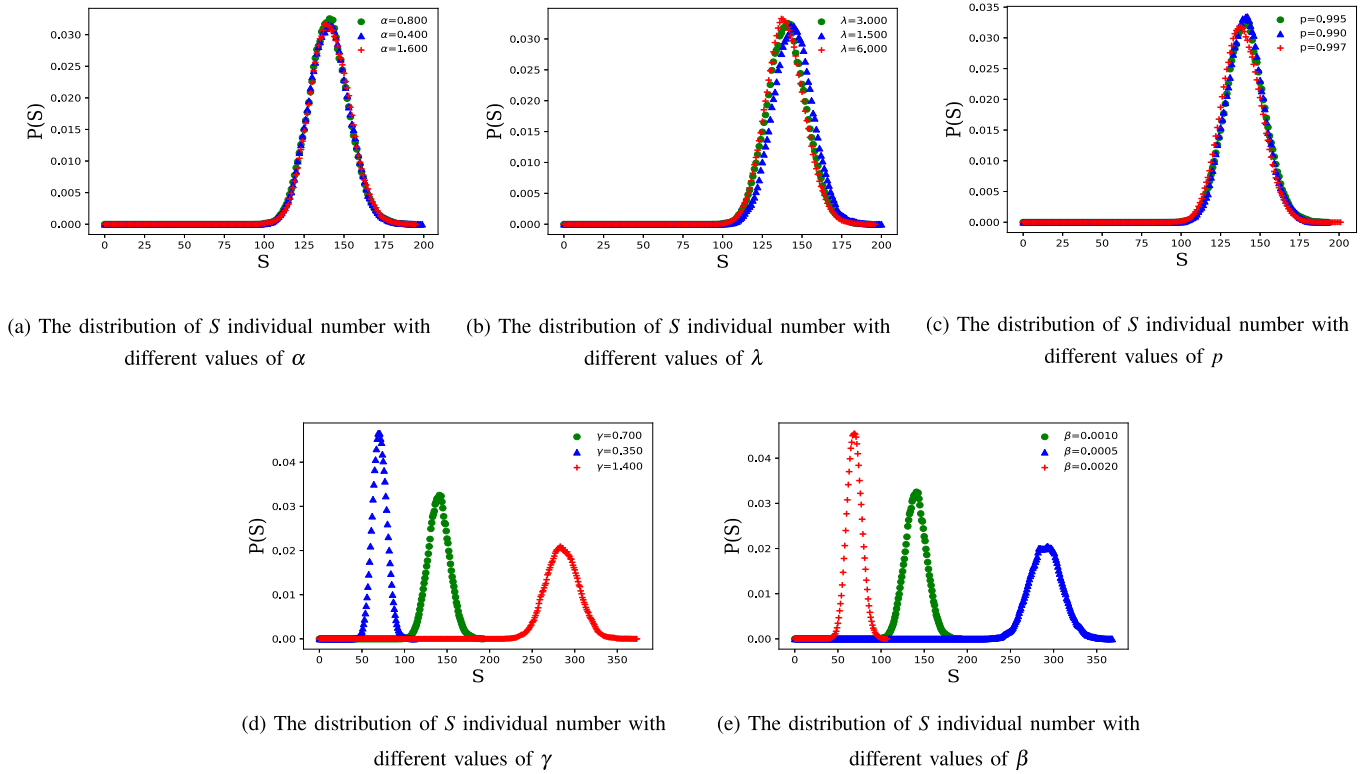 α=0.800
α=0.400
α=1.600
0.030
0.025
0.020
0.015
0.010
0.005
0.000
P(S)
0 25 50 75 100 125 150 175 200
S
λ=3.000
λ=1.500
λ=6.000
0.035
0.030
0.025
0.020
0.015
0.010
0.005
0.000
P(S)
0 25 50 75 100 125 150 175 200
S
p=0.995
p=0.990
p=0.997
0.035
0.030
0.025
0.020
0.015
0.010
0.005
0.000
P(S)
0 25 50 75 100 125 150 175 200
S
(a) The distribution of S individual number with
different values of α
(b) The distribution of S individual number with
different values of λ
(c) The distribution of S individual number with
different values of p
γ=0.700
γ=0.350
γ=1.400
0.04
0.03
0.02
0.01
0.00
P(S)
0 50 100 150 200 250 300 350
S
β=0.0010
β=0.0005
β=0.0020
0.04
0.03
0.02
0.01
0.00
P(S)
0 50 100 150 200 250 300 350
S
(d) The distribution of S individual number with
different values of γ
(e) The distribution of S individual number with
different values of β